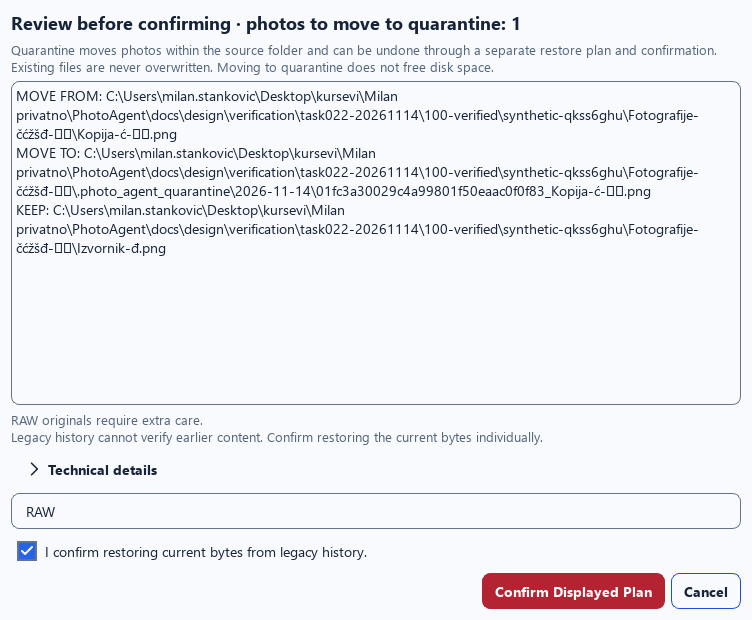 Review before confirming · photos to move to quarantine: 1
Quarantine moves photos within the source folder and can be undone through a separate restore plan and confirmation.
Existing files are never overwritten. Moving to quarantine does not free disk space.
MOVE FROM: C:\Users\milan.stankovic\Desktop\kursevi\Milan
privatno\PhotoAgent\docs\design\verification\task022-20261114\100-verified\synthetic-qkss6ghu\Fotografije-
čćžšđ-▯▯\Kopija-ć-▯▯.png
MOVE TO: C:\Users\milan.stankovic\Desktop\kursevi\Milan
privatno\PhotoAgent\docs\design\verification\task022-20261114\100-verified\synthetic-qkss6ghu\Fotografije-
čćžšđ-▯▯\.photo_agent_quarantine\2026-11-14\01fc3a30029c4a99801f50eaac0f0f83_Kopija-ć-▯▯.png
KEEP: C:\Users\milan.stankovic\Desktop\kursevi\Milan
privatno\PhotoAgent\docs\design\verification\task022-20261114\100-verified\synthetic-qkss6ghu\Fotografije-
čćžšđ-▯▯\Izvornik-đ.png
RAW originals require extra care.
Legacy history cannot verify earlier content. Confirm restoring the current bytes individually.
Technical details
RAW
I confirm restoring current bytes from legacy history.
Confirm Displayed Plan
Cancel